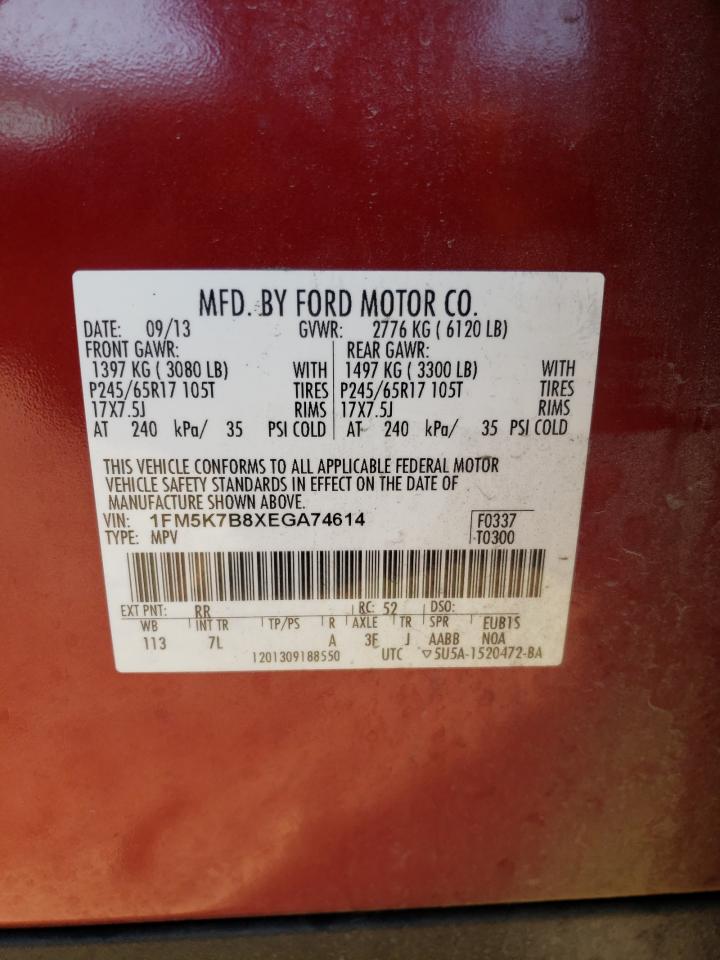 MFD. BY FORD MOTOR CO.
DATE: 09/13 GVWR: 2776 KG ( 6120 LB)
FRONT GAWR: REAR GAWR:
1397 KG ( 3080 LB) WITH 1497 KG ( 3300 LB) WITH
P245/65R17 105T TIRES P245/65R17 105T TIRES
17X7.5J RIMS 17X7.5J RIMS
AT 240 kPa/ 35 PSI COLD AT 240 kPa/ 35 PSI COLD
THIS VEHICLE CONFORMS TO ALL APPLICABLE FEDERAL MOTOR
VEHICLE SAFETY STANDARDS IN EFFECT ON THE DATE OF
MANUFACTURE SHOWN ABOVE.
VIN: 1FM5K7B8XEGA74614 F0337
TYPE: MPV T0300
EXT PNT: RR RC: 52 DSO:
WB INT TR TP/PS R AXLE TR SPR EUB1S
113 7L A 3E J AABB N0A
1201309188550 UTC ▽5U5A-1520472-BA